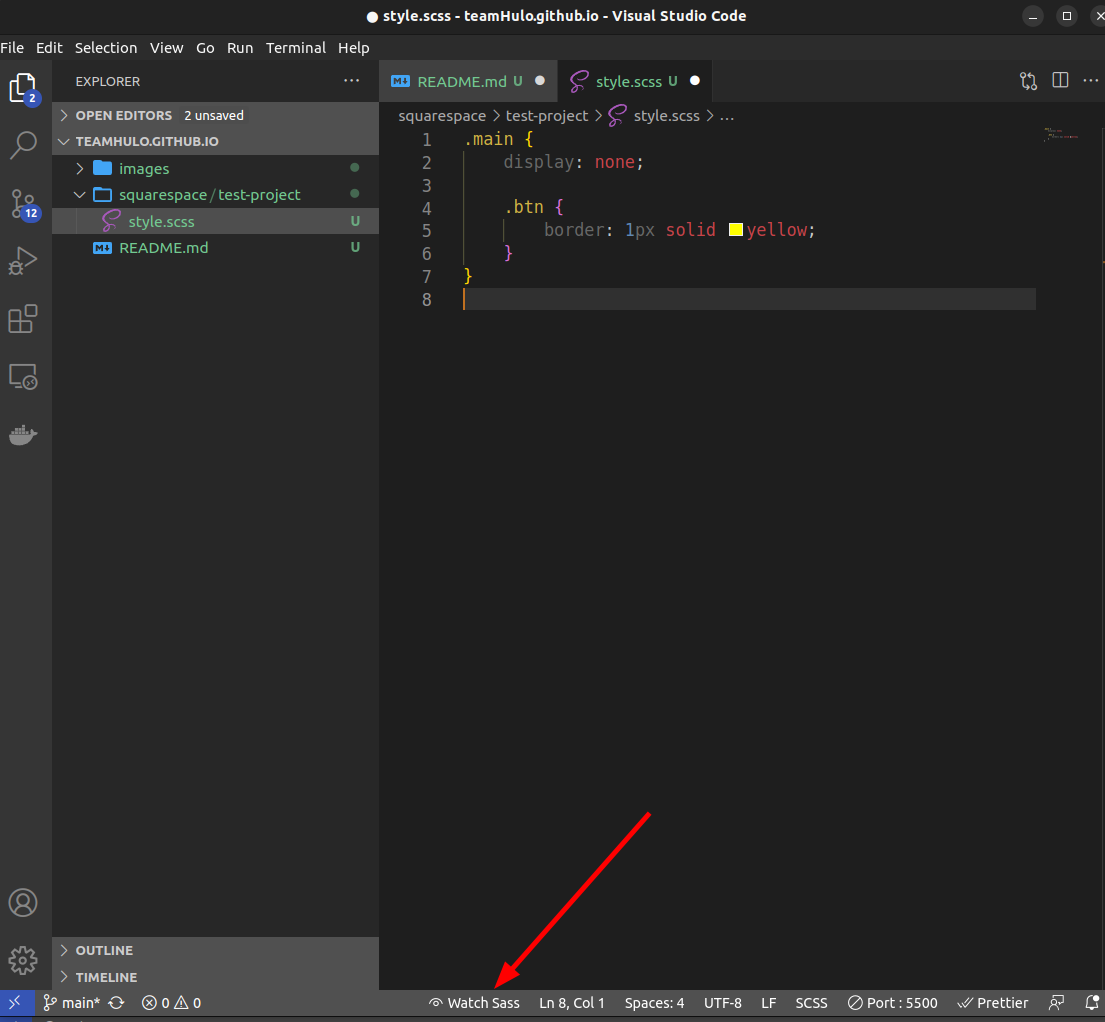 ● style.scss - teamHulo.github.io - Visual Studio Code
File Edit Selection View Go Run Terminal Help
2
EXPLORER ···
README.md U ●
style.scss U ●
···
OPEN EDITORS 2 unsaved
squarespace > test-project > style.scss > ...
TEAMHULO.GITHUB.IO
images
squarespace / test-project
12
style.scss U
README.md U
1 .main {
2 display: none;
3
4 .btn {
5 border: 1px solid yellow;
6 }
7 }
8
OUTLINE
TIMELINE
main* 0 0 Watch Sass Ln 8, Col 1 Spaces: 4 UTF-8 LF SCSS Port : 5500 Prettier